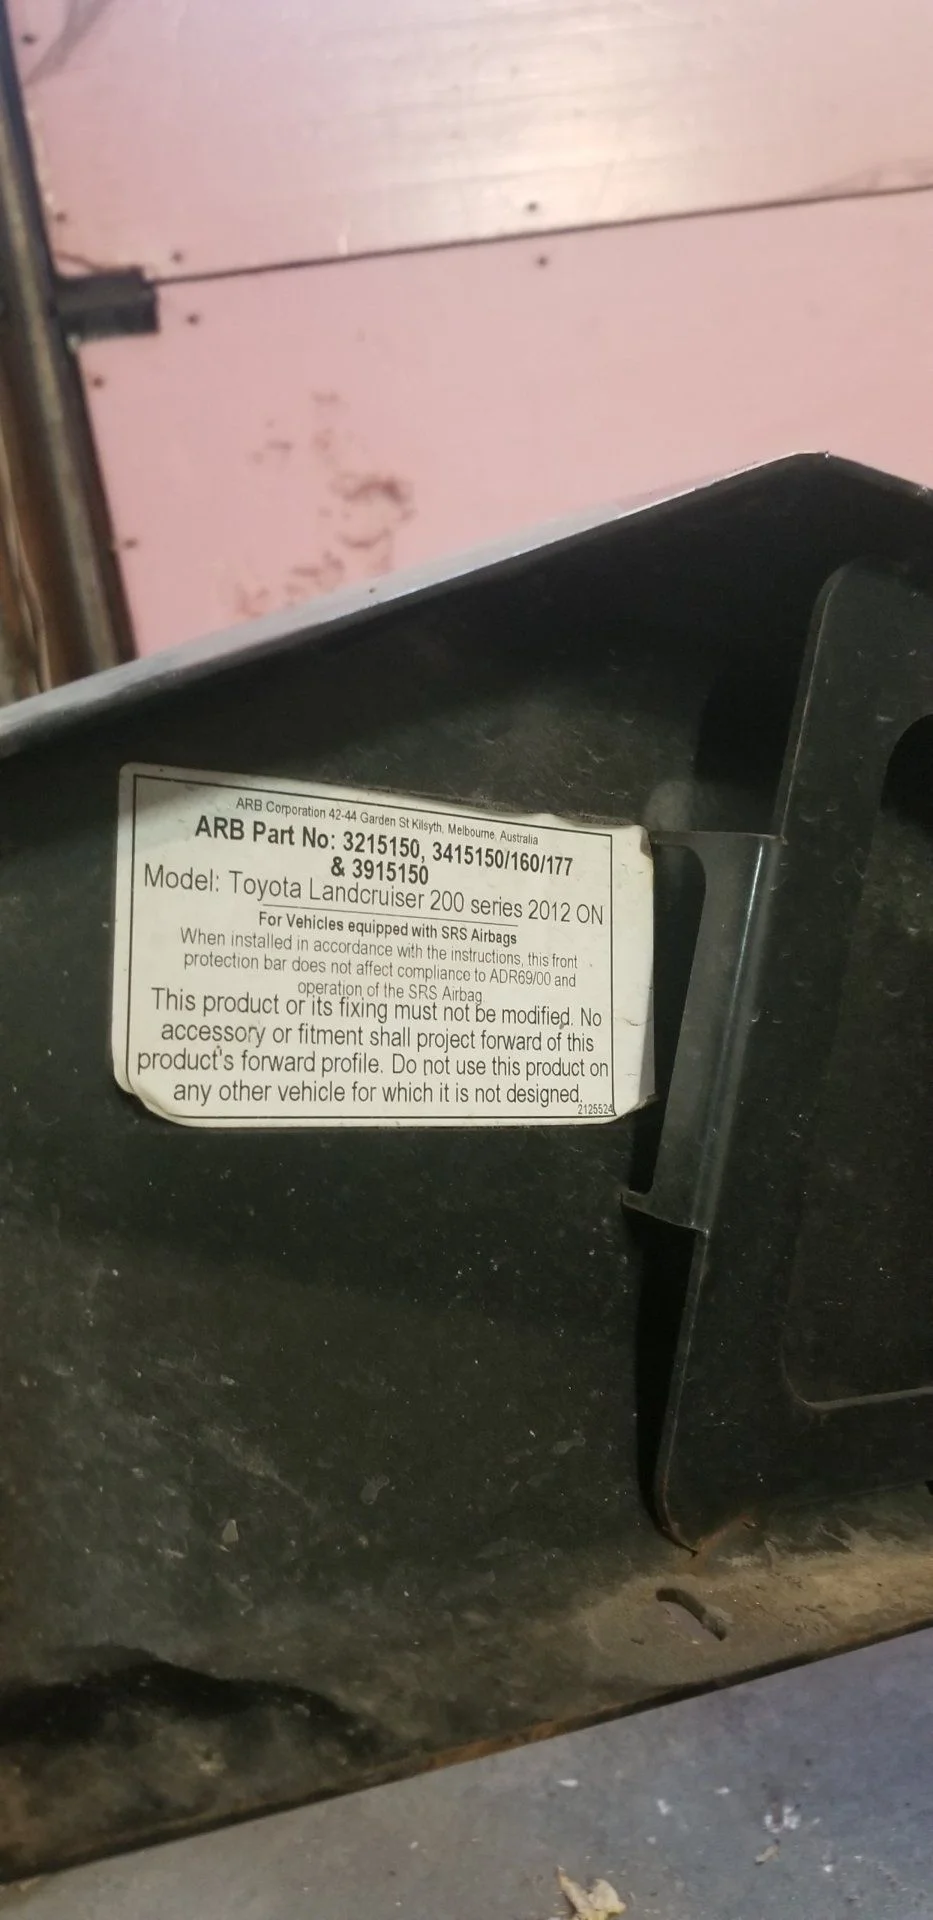 ARB Corporation 42-44 Garden St Kilsyth, Melbourne, Australia
ARB Part No: 3215150, 3415150/160/177
& 3915150
Model: Toyota Landcruiser 200 series 2012 ON
For Vehicles equipped with SRS Airbags
When installed in accordance with the instructions, this front
protection bar does not affect compliance to ADR69/00 and
operation of the SRS Airbag
This product or its fixing must not be modified. No
accessory or fitment shall project forward of this
product's forward profile. Do not use this product on
any other vehicle for which it is not designed.
2125524